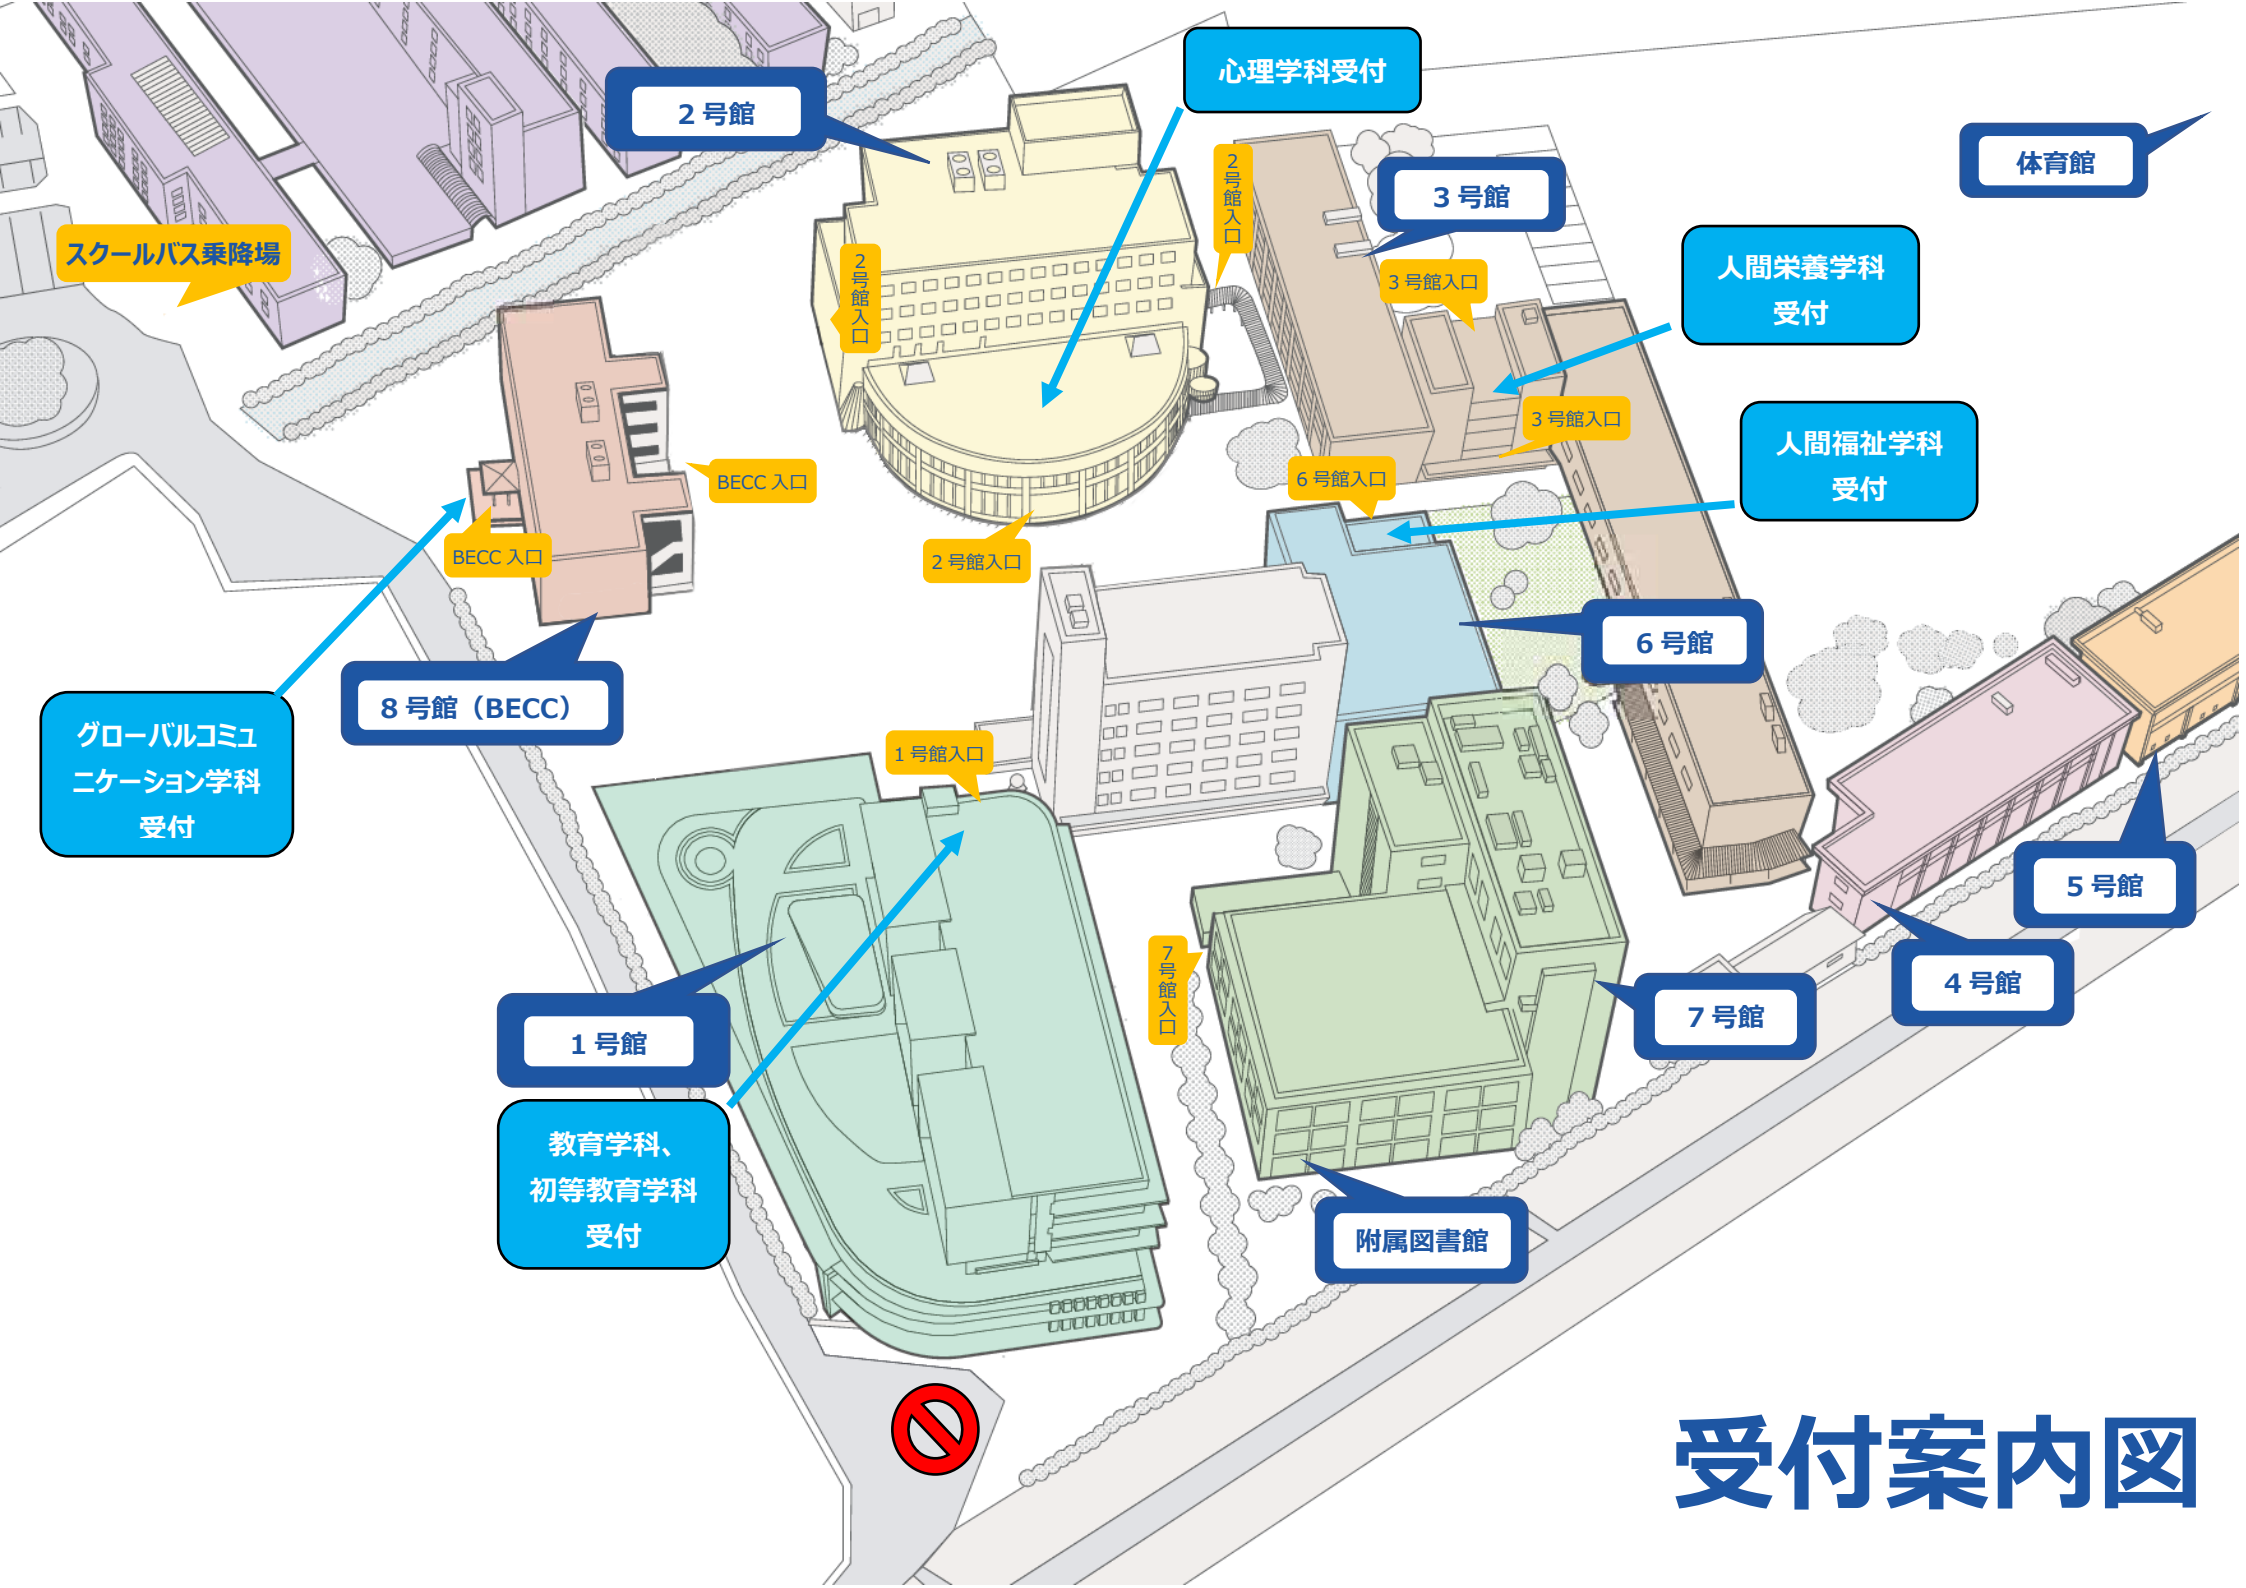 心理学科受付
2号館
体育館
2号館入口
3号館
スクールバス乗降場
2号館入口
3号館入口
人間栄養学科
受付
3号館入口
人間福祉学科
受付
6号館入口
BECC入口
BECC入口
2号館入口
6号館
8号館（BECC）
グローバルコミュ
ニケーション学科
受付
1号館入口
5号館
7号館入口
4号館
7号館
1号館
教育学科、
初等教育学科
受付
附属図書館
受付案内図